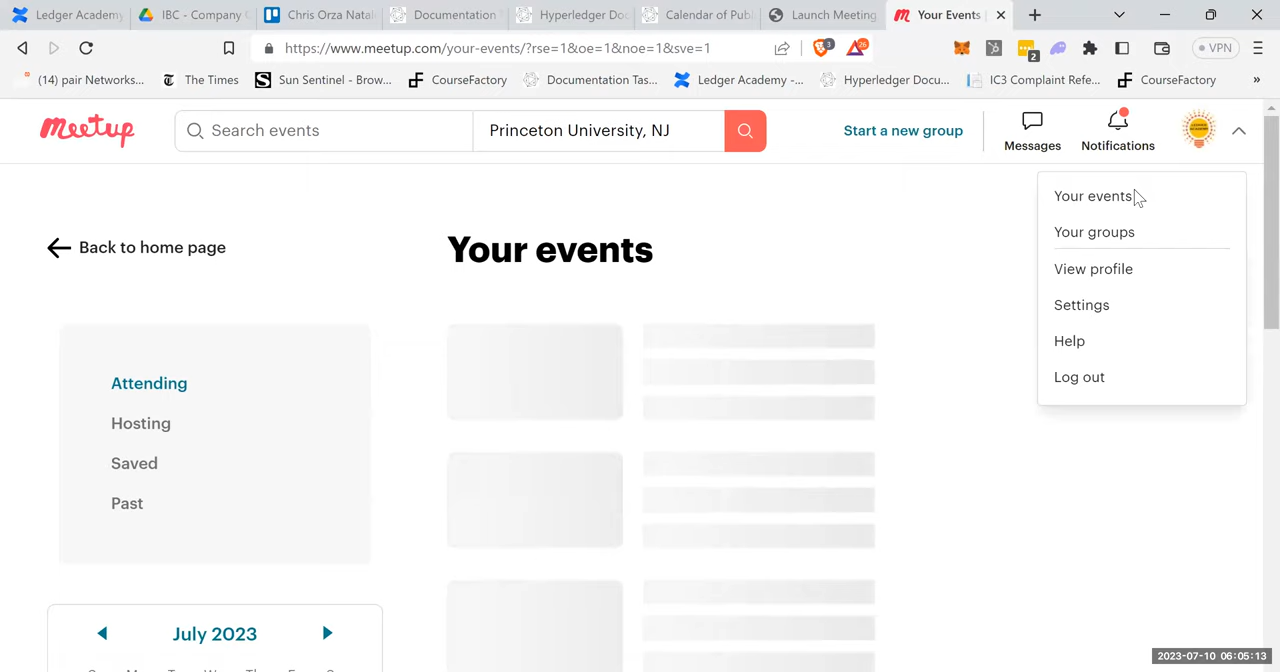 Ledger Academy
IBC - Company C
Chris Orza Natal
Documentation
Hyperledger Doc
Calendar of Pub
Launch Meeting
Your Events
https://www.meetup.com/your-events/?rse=1&oe=1&noe=1&sve=1
3
26
2
VPN
(14) pair Networks...
T The Times
S Sun Sentinel - Brow...
CourseFactory
Documentation Tas...
Ledger Academy -...
Hyperledger Docu...
IC3 Complaint Refe...
CourseFactory
»
Meetup
Search events
Princeton University, NJ
Start a new group
Messages
Notifications
Your events
Your groups
View profile
Settings
Help
Log out
Back to home page
Your events
Attending
Hosting
Saved
Past
July 2023
2023-07-10 06:05:13